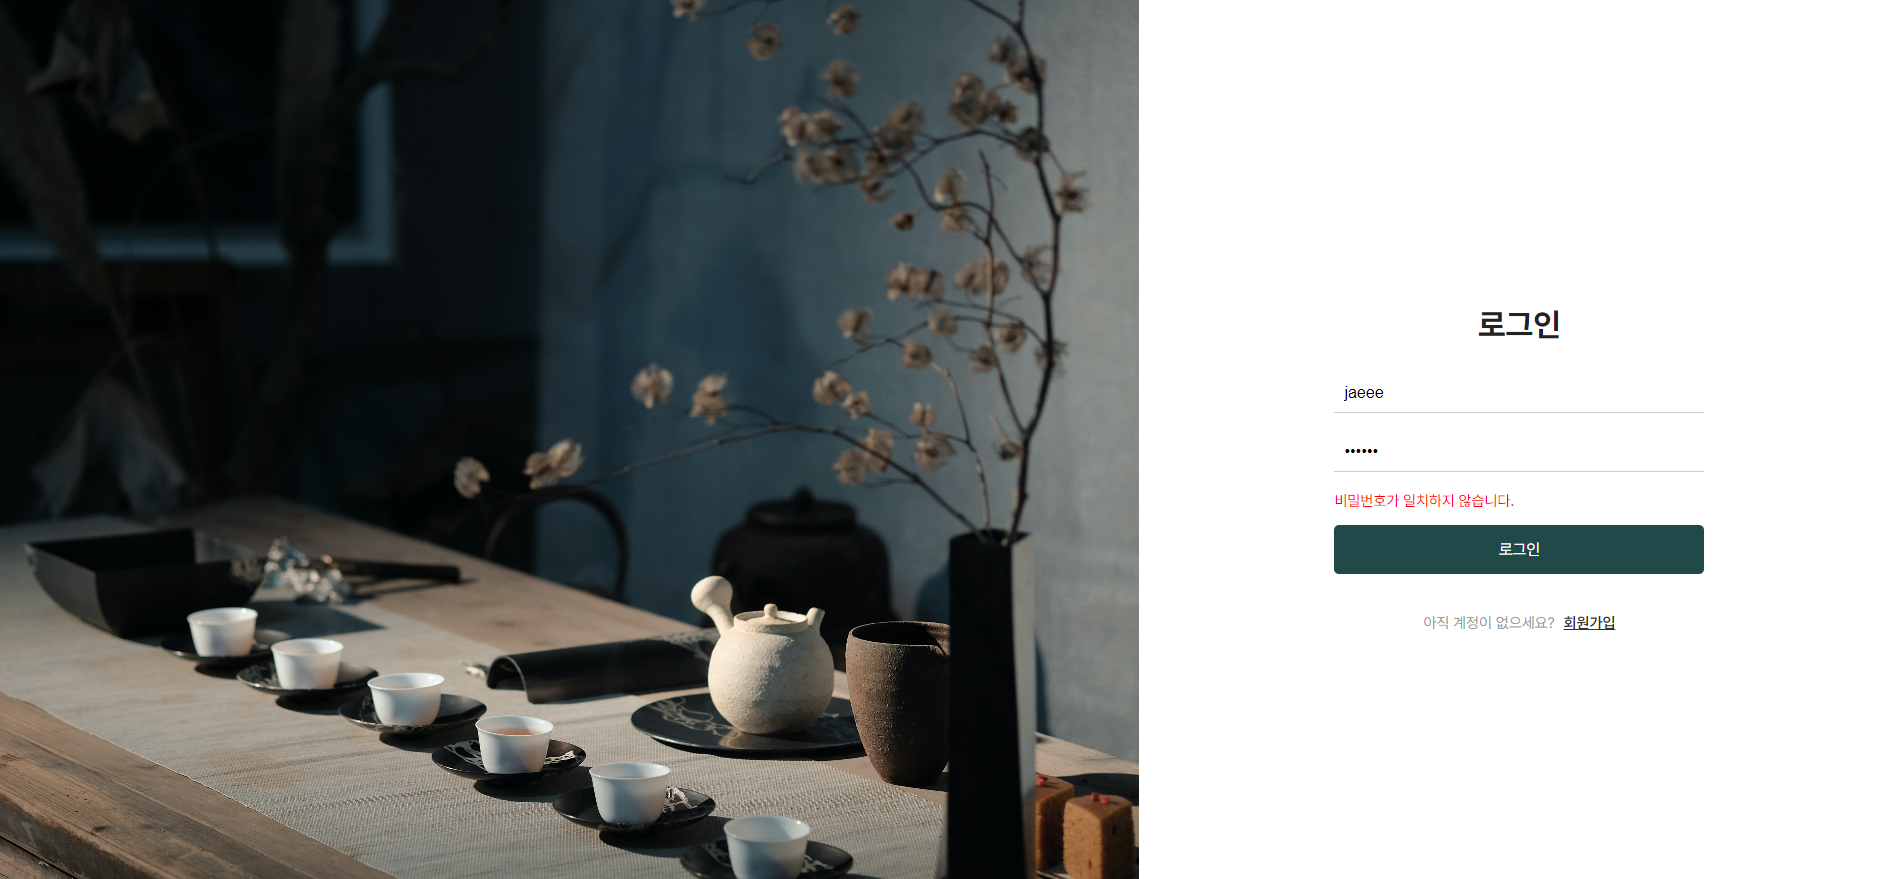 로그인
jaeee
••••••
비밀번호가 일치하지 않습니다.
로그인
아직 계정이 없으세요? 회원가입